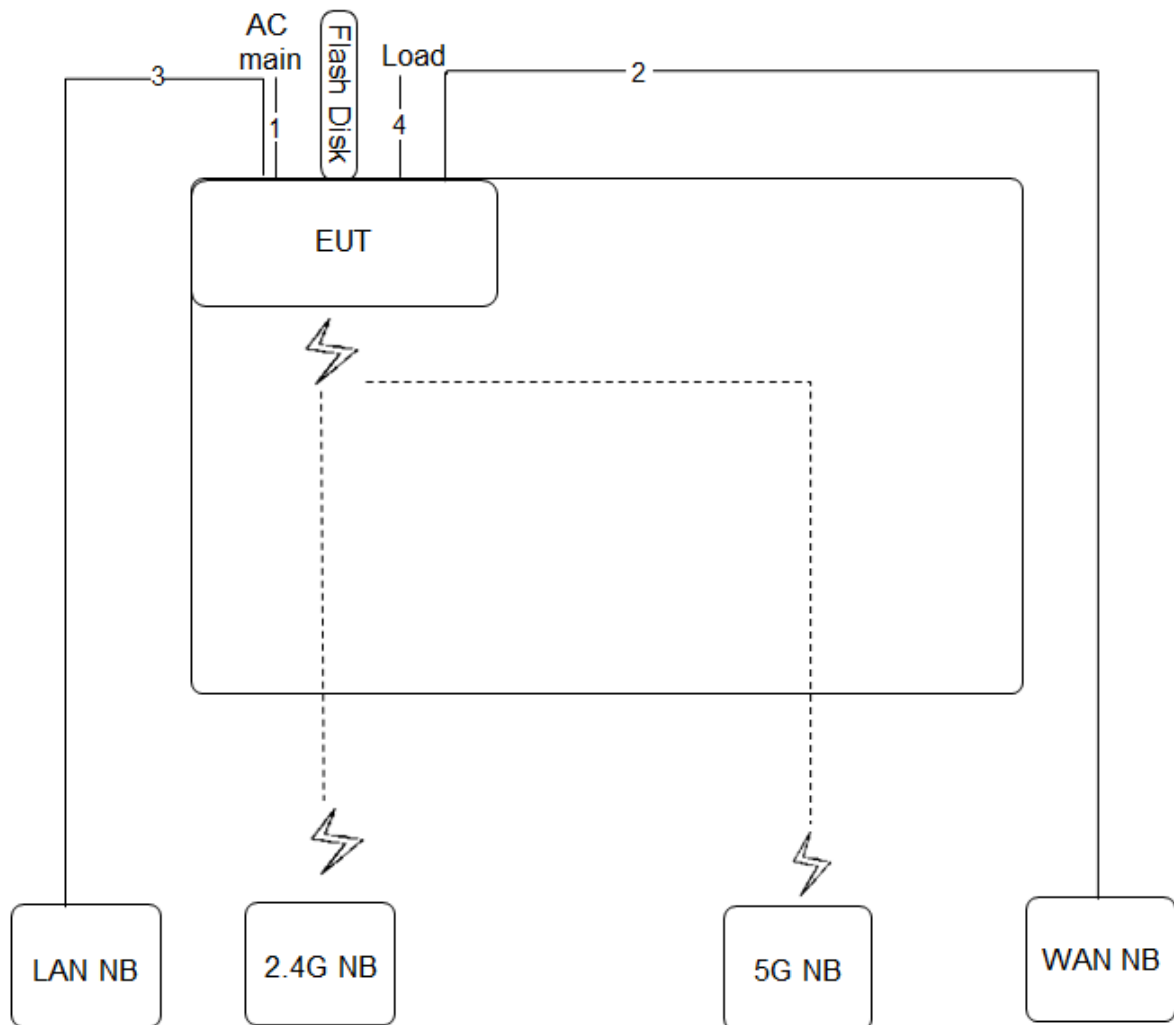 AC
main
Flash Disk
Load
3
2
1
4
EUT
LAN NB
2.4G NB
5G NB
WAN NB